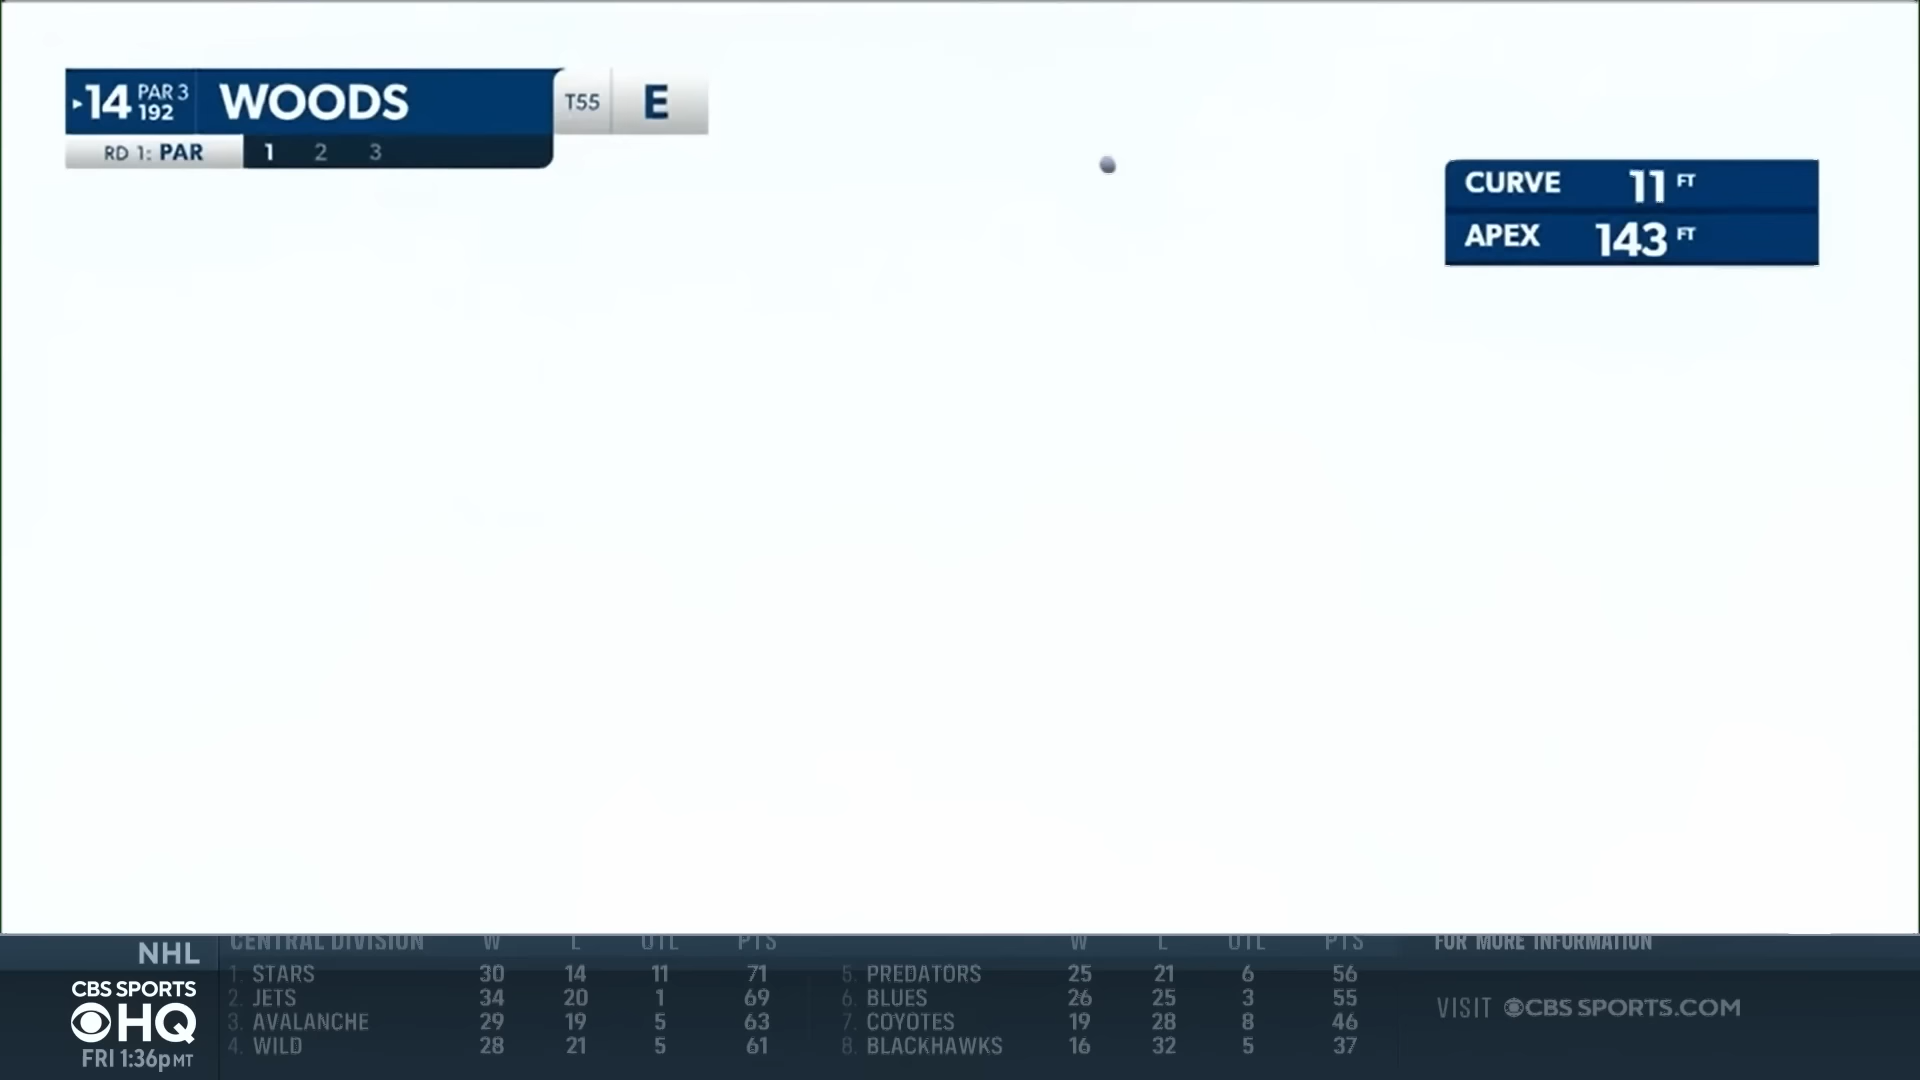 14 PAR 3 192 WOODS T55 E
RD 1: PAR 1 2 3
CURVE 11 FT
APEX 143 FT
NHL
CENTRAL DIVISION W L OTL PTS W L OTL PTS
1. STARS 30 14 11 71 5. PREDATORS 25 21 6 56
2. JETS 34 20 1 69 6. BLUES 26 25 3 55
3. AVALANCHE 29 19 5 63 7. COYOTES 19 28 8 46
4. WILD 28 21 5 61 8. BLACKHAWKS 16 32 5 37
FOR MORE INFORMATION
VISIT CBS SPORTS.COM
CBS SPORTS
HQ
FRI 1:36p MT